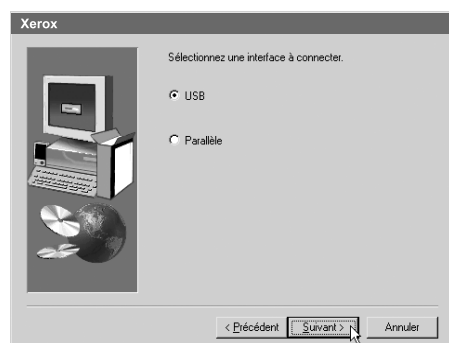 Xerox
Sélectionnez une interface à connecter.
USB
Parallèle
< Précédent
Suivant >
Annuler